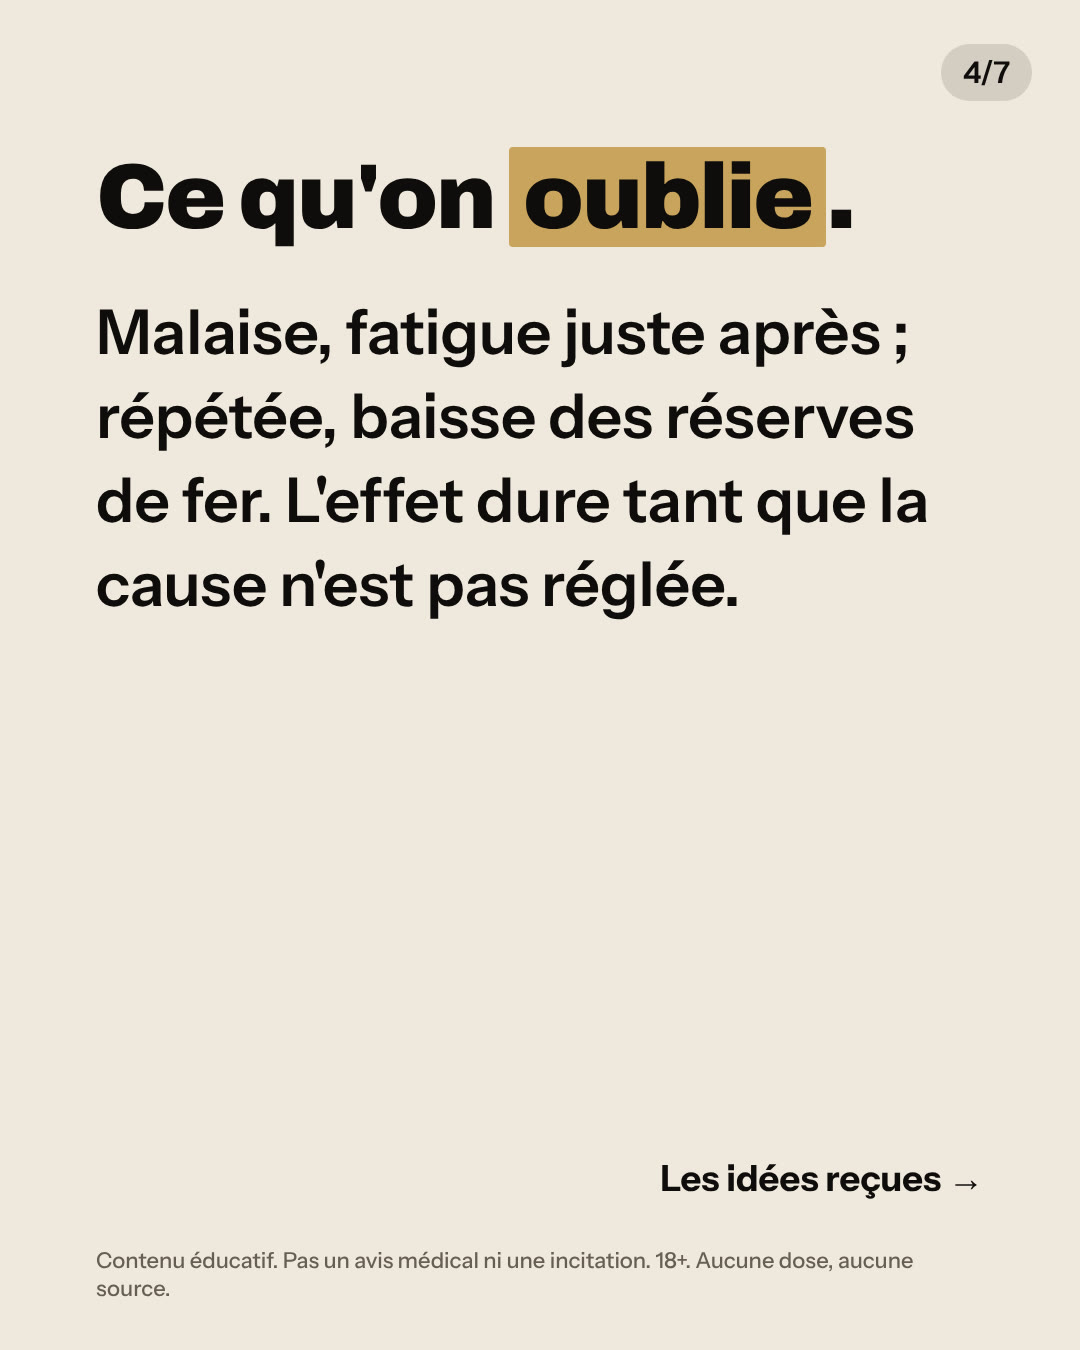 4/7
Ce qu'on oublie.
Malaise, fatigue juste après ;
répétée, baisse des réserves
de fer. L'effet dure tant que la
cause n'est pas réglée.
Les idées reçues →
Contenu éducatif. Pas un avis médical ni une incitation. 18+. Aucune dose, aucune
source.